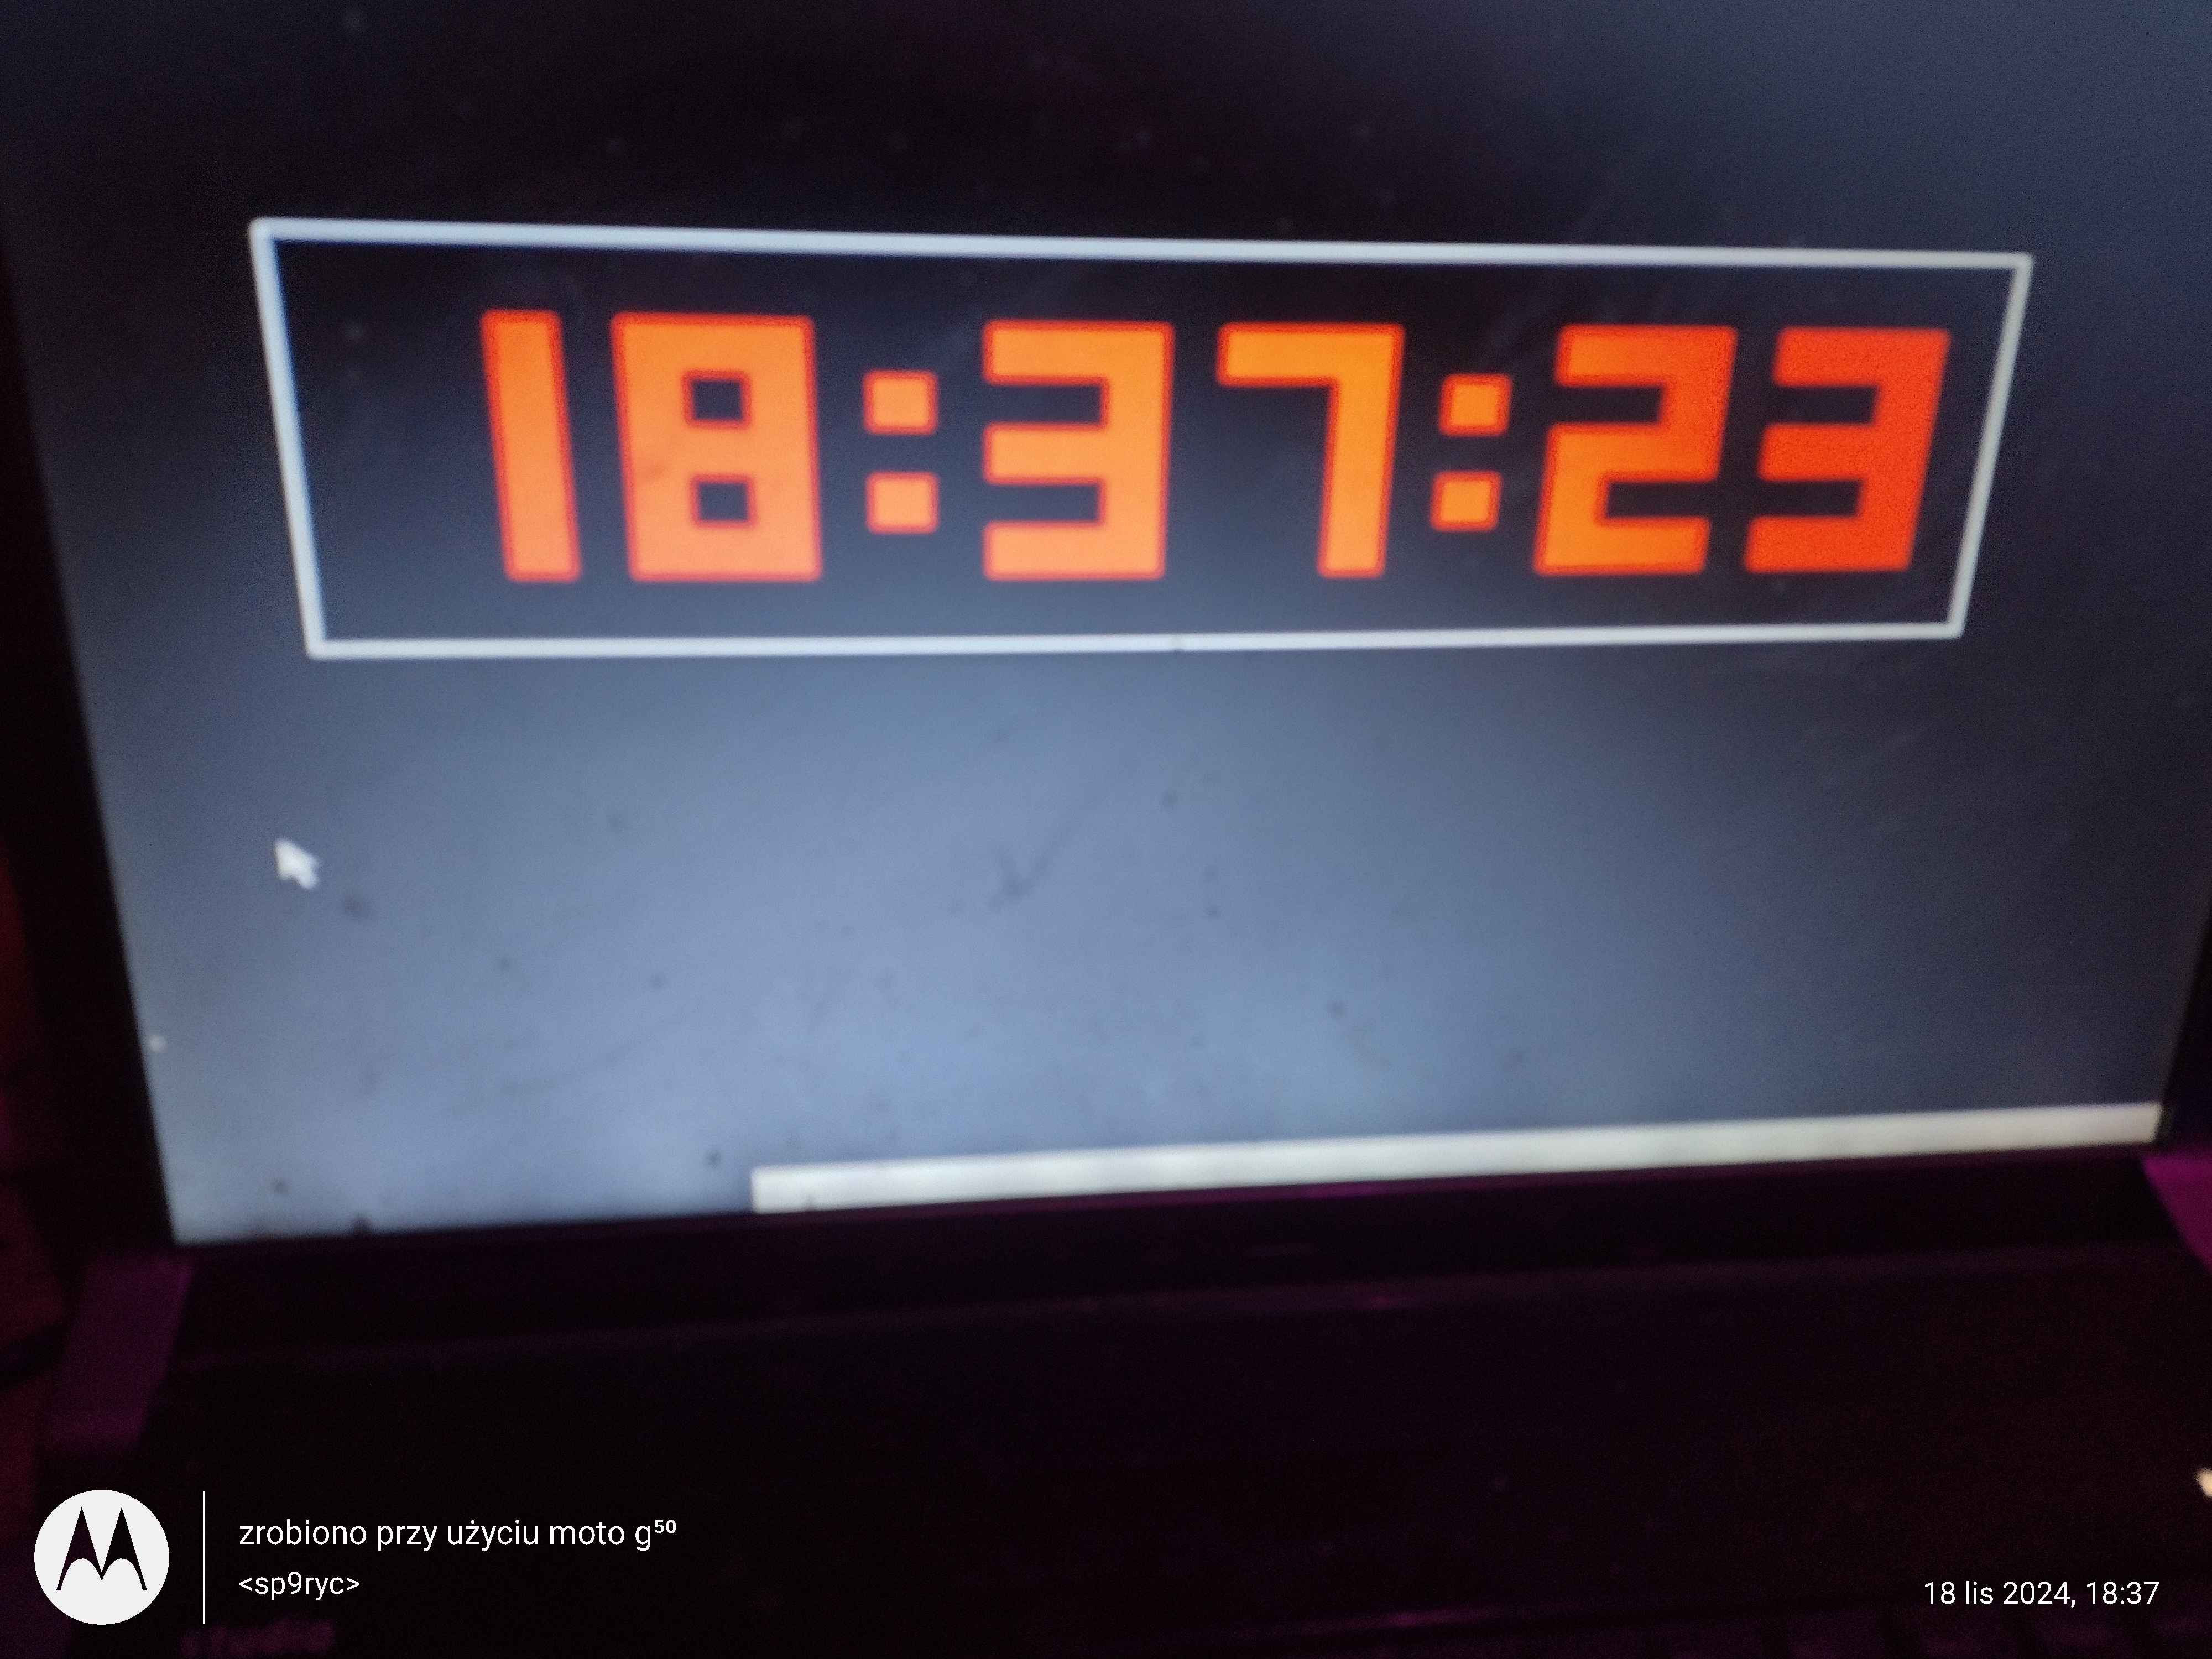 18:37:23
zrobiono przy użyciu moto g⁵⁰
<sp9ryc>
18 lis 2024, 18:37